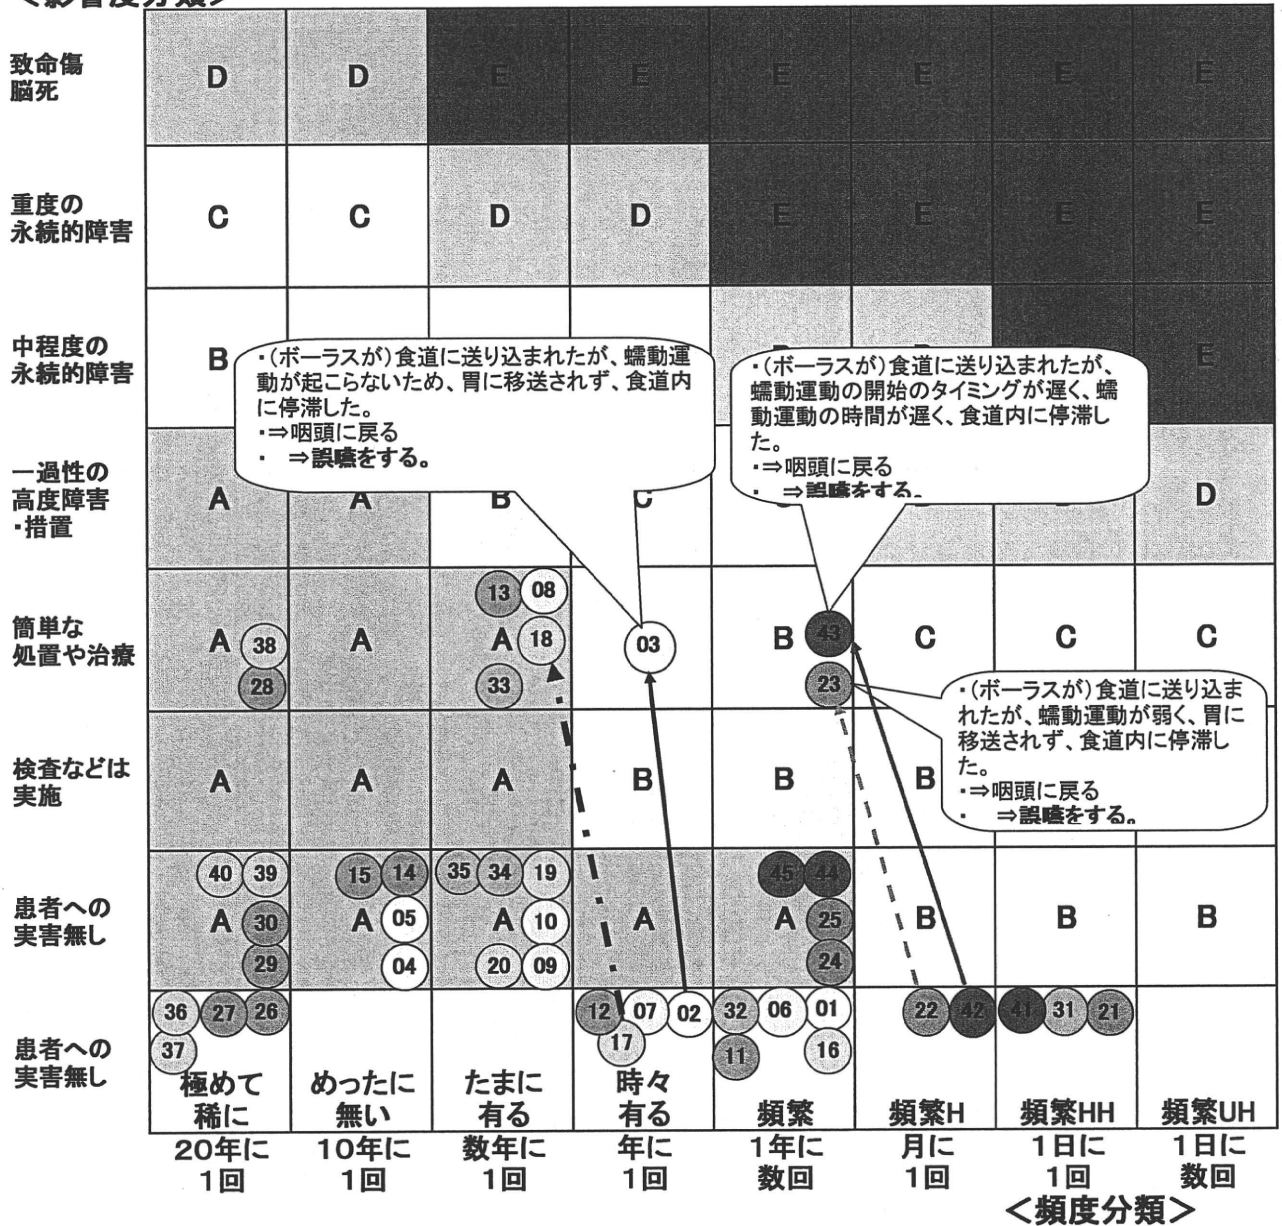 <影響度分類>
致命傷
脳死
D D E E E E E E
重度の
永続的障害
C C D D E E E E
中程度の
永続的障害
B E
・(ボーラスが)食道に送り込まれたが、蠕動運
動が起こらないため、胃に移送されず、食道内
に停滞した。
・⇒咽頭に戻る
・ ⇒誤嚥をする。
・(ボーラスが)食道に送り込まれたが、
蠕動運動の開始のタイミングが遅く、蠕
動運動の時間が遅く、食道内に停滞し
た。
・⇒咽頭に戻る
・ ⇒誤嚥をする。
一過性の
高度障害
・措置
A A B C D
簡単な
処置や治療
13 08
A 38 A A 18 03 B 43 C C C
28 33 23
・(ボーラスが)食道に送り込ま
れたが、蠕動運動が弱く、胃に
移送されず、食道内に停滞し
た。
・⇒咽頭に戻る
・ ⇒誤嚥をする。
検査などは
実施
A A A B B B
患者への
実害無し
40 39 15 14 35 34 19 45 44
A 30 A 05 A 10 A A 25 B B B
29 04 20 09 24
患者への
実害無し
36 27 26 12 07 02 32 06 01 22 42 41 31 21
37 17 11 16
極めて
稀に
めったに
無い
たまに
有る
時々
有る
頻繁
頻繁H
頻繁HH
頻繁UH
20年に
1回
10年に
1回
数年に
1回
年に
1回
1年に
数回
月に
1回
1日に
1回
1日に
数回
<頻度分類>